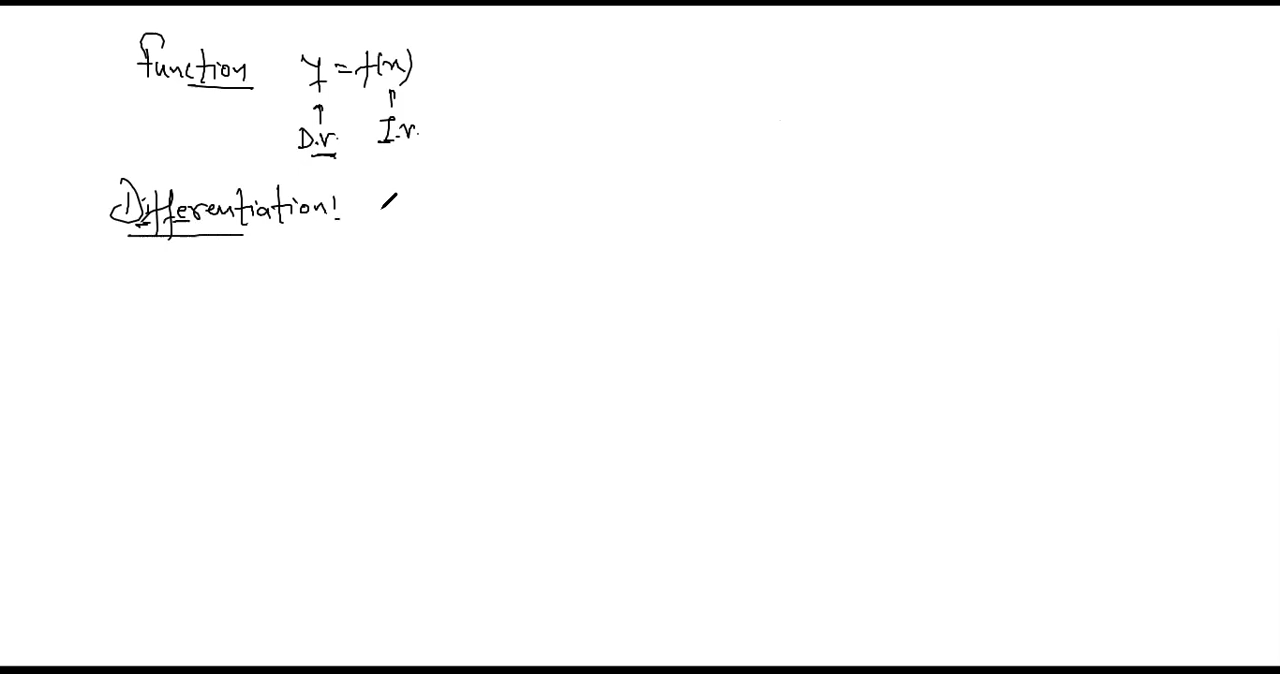 function y = f(x)
↑ ↑
D.v. I.v.
Differentiation: